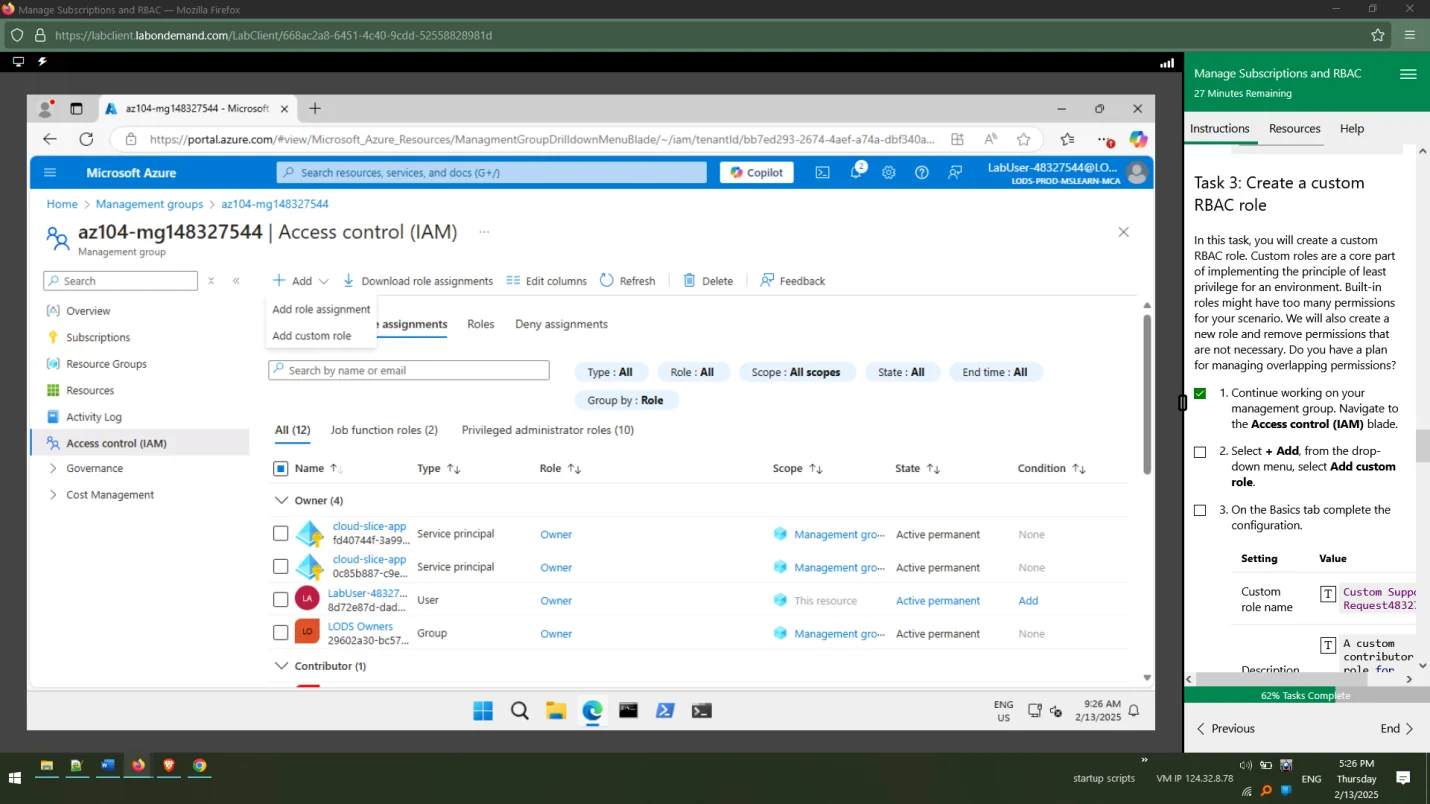 Manage Subscriptions and RBAC — Mozilla Firefox
https://labclient.labondemand.com/LabClient/668ac2a8-6451-4c40-9cdd-52558828981d
az104-mg148327544 - Microsoft
https://portal.azure.com/#view/Microsoft_Azure_Resources/ManagmentGroupDrilldownMenuBlade/~/iam/tenantId/bb7ed293-2674-4aef-a74a-dbf340a...
Microsoft Azure
Search resources, services, and docs (G+/)
Copilot
2
LabUser-48327544@LO...
LODS-PROD-MSLEARN-MCA
Home > Management groups > az104-mg148327544
az104-mg148327544 | Access control (IAM) ...
Management group
Search
Overview
Subscriptions
Resource Groups
Resources
Activity Log
Access control (IAM)
Governance
Cost Management
Add
Download role assignments
Edit columns
Refresh
Delete
Feedback
Add role assignment
Add custom role
e assignments
Roles
Deny assignments
Search by name or email
Type : All
Role : All
Scope : All scopes
State : All
End time : All
Group by : Role
All (12)
Job function roles (2)
Privileged administrator roles (10)
Name Type Role Scope State Condition
Owner (4)
cloud-slice-app
fd40744f-3a99...
Service principal Owner Management gro... Active permanent None
cloud-slice-app
0c85b887-c9e...
Service principal Owner Management gro... Active permanent None
LA
LabUser-48327...
8d72e87d-dad...
User Owner This resource Active permanent Add
LO
LODS Owners
29602a30-bc57...
Group Owner Management gro... Active permanent None
Contributor (1)
ENG
US
9:26 AM
2/13/2025
Manage Subscriptions and RBAC
27 Minutes Remaining
Instructions Resources Help
Task 3: Create a custom
RBAC role
In this task, you will create a custom
RBAC role. Custom roles are a core part
of implementing the principle of least
privilege for an environment. Built-in
roles might have too many permissions
for your scenario. We will also create a
new role and remove permissions that
are not necessary. Do you have a plan
for managing overlapping permissions?
1. Continue working on your
management group. Navigate to
the Access control (IAM) blade.
2. Select + Add, from the drop-
down menu, select Add custom
role.
3. On the Basics tab complete the
configuration.
Setting Value
Custom
role name
T
Custom Suppo
Request4832
T
A custom
contributor
role for
Description
62% Tasks Complete
Previous
End
startup scripts
VM IP 124.32.8.78
ENG
5:26 PM
Thursday
2/13/2025